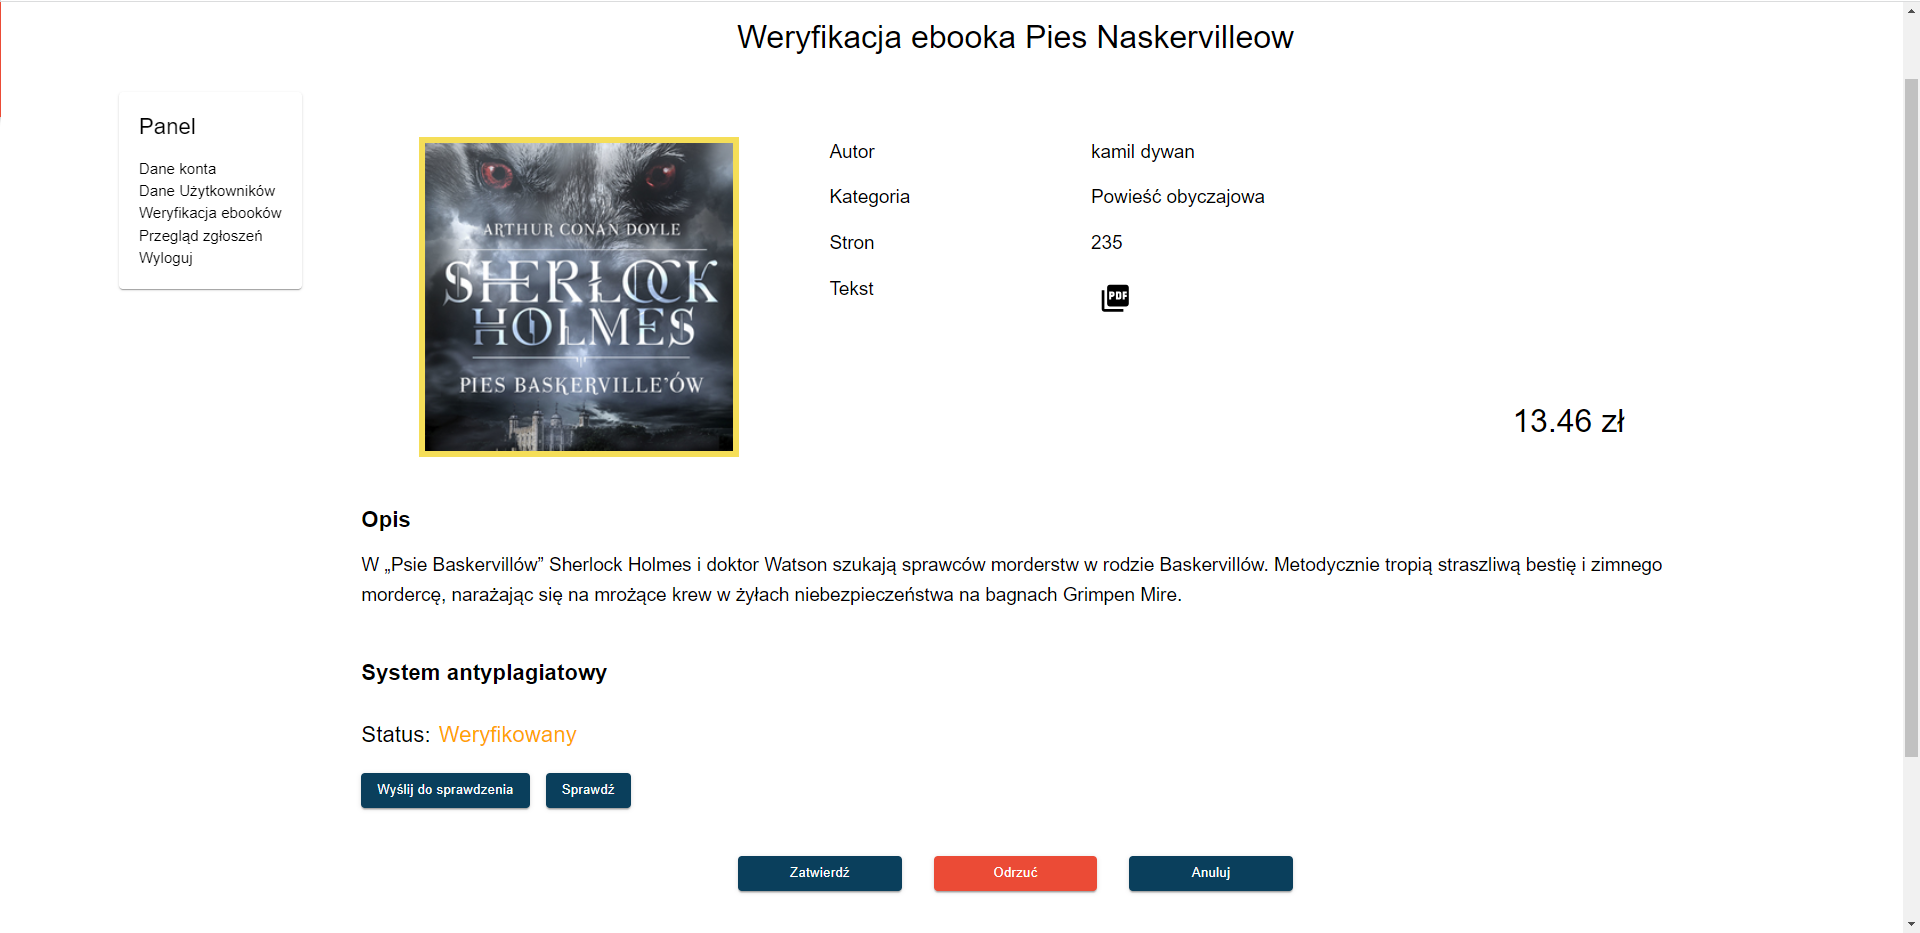 Weryfikacja ebooka Pies Naskervilleow
Panel
Dane konta
Dane Użytkowników
Weryfikacja ebooków
Przegląd zgłoszeń
Wyloguj
ARTHUR CONAN DOYLE
SHERLOCK
HOLMES
PIES BASKERVILLE'ÓW
Autor kamil dywan
Kategoria Powieść obyczajowa
Stron 235
Tekst PDF
13.46 zł
Opis
W „Psie Baskervillów” Sherlock Holmes i doktor Watson szukają sprawców morderstw w rodzie Baskervillów. Metodycznie tropią straszliwą bestię i zimnego
mordercę, narażając się na mrożące krew w żyłach niebezpieczeństwa na bagnach Grimpen Mire.
System antyplagiatowy
Status: Weryfikowany
Wyślij do sprawdzenia Sprawdź
Zatwierdź Odrzuć Anuluj